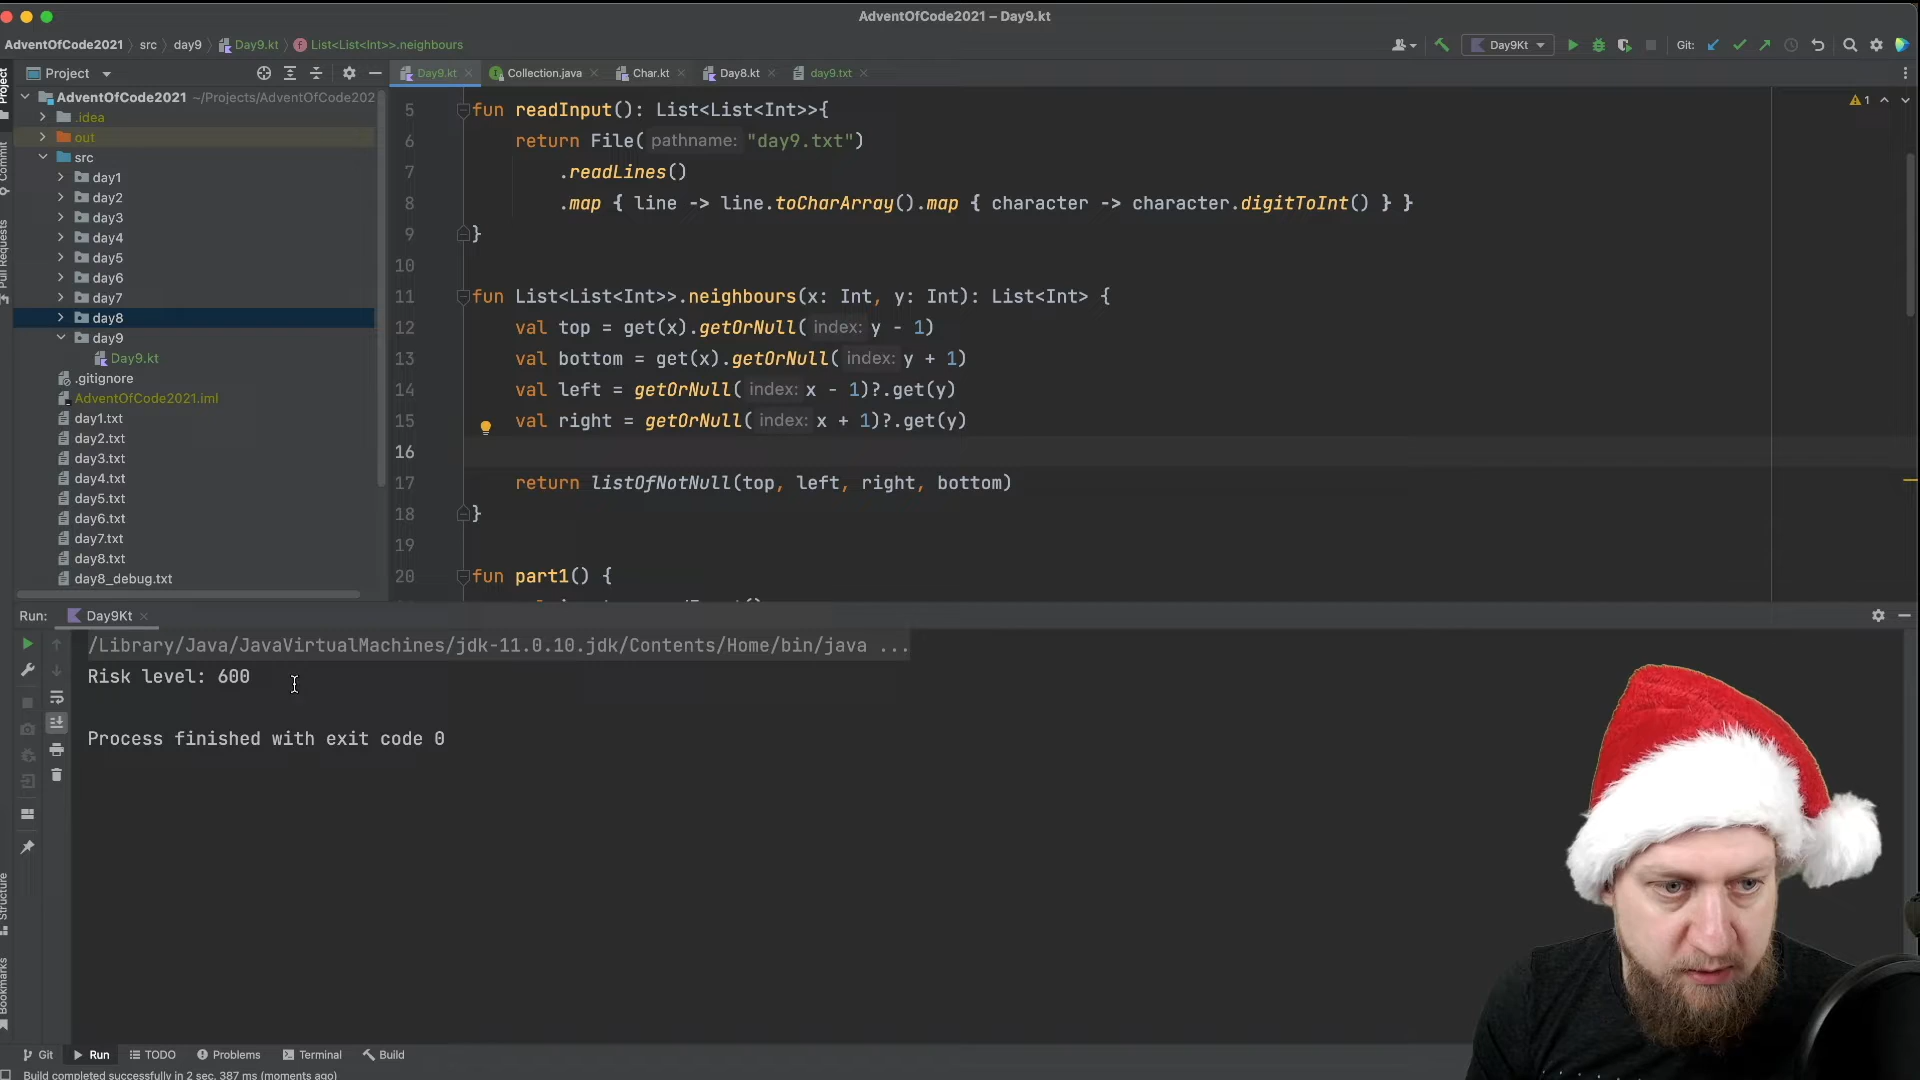 AdventOfCode2021 – Day9.kt
AdventOfCode2021 src day9 Day9.kt List<List<Int>>.neighbours
Day9Kt Git:
Project Day9.kt Collection.java Char.kt Day8.kt day9.txt
Project
Commit
Pull Requests
AdventOfCode2021 ~/Projects/AdventOfCode202
.idea
out
src
day1
day2
day3
day4
day5
day6
day7
day8
day9
Day9.kt
.gitignore
AdventOfCode2021.iml
day1.txt
day2.txt
day3.txt
day4.txt
day5.txt
day6.txt
day7.txt
day8.txt
day8_debug.txt
1
5 fun readInput(): List<List<Int>>{
6 return File( pathname: "day9.txt")
7 .readLines()
8 .map { line -> line.toCharArray().map { character -> character.digitToInt() } }
9 }
10
11 fun List<List<Int>>.neighbours(x: Int, y: Int): List<Int> {
12 val top = get(x).getOrNull( index: y - 1)
13 val bottom = get(x).getOrNull( index: y + 1)
14 val left = getOrNull( index: x - 1)?.get(y)
15 val right = getOrNull( index: x + 1)?.get(y)
16
17 return listOfNotNull(top, left, right, bottom)
18 }
19
20 fun part1() {
Run: Day9Kt
/Library/Java/JavaVirtualMachines/jdk-11.0.10.jdk/Contents/Home/bin/java ...
Risk level: 600
Process finished with exit code 0
Structure
Bookmarks
Git Run TODO Problems Terminal Build
Build completed successfully in 2 sec, 387 ms (moments ago)